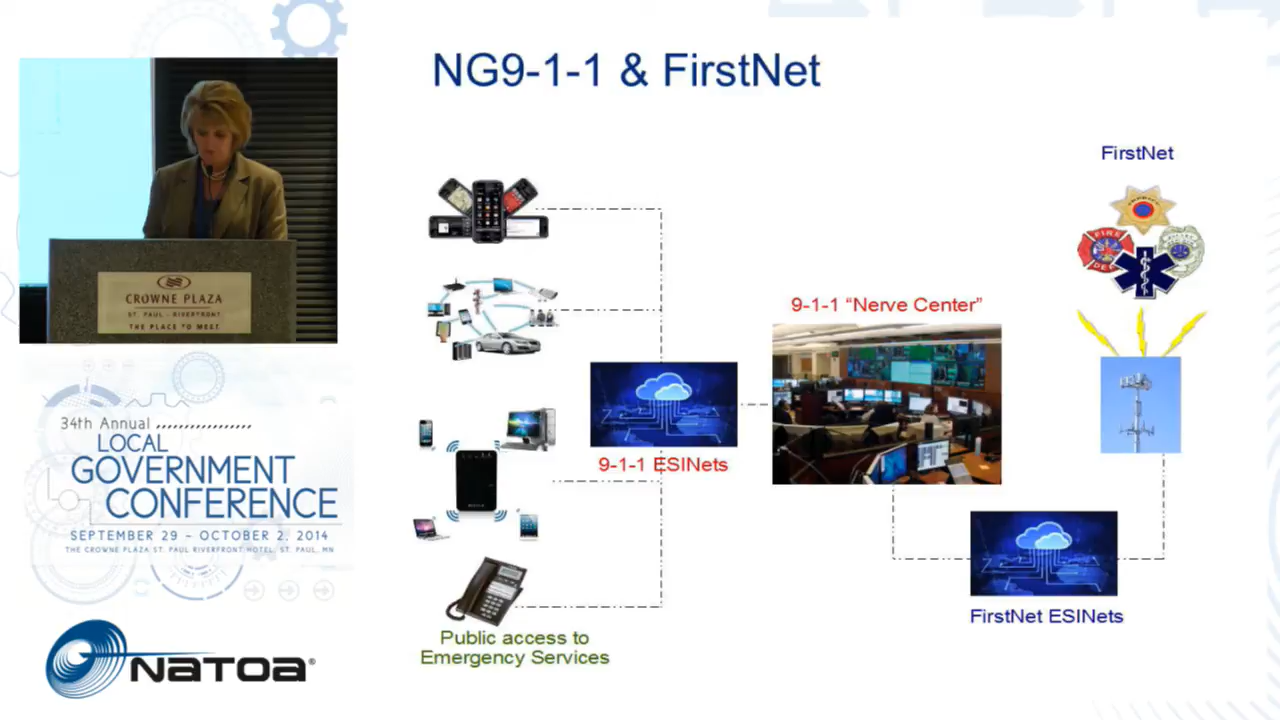 NG9-1-1 & FirstNet
FirstNet
9-1-1 “Nerve Center”
9-1-1 ESINets
FirstNet ESINets
Public access to
Emergency Services
CROWNE PLAZA
ST. PAUL - RIVERFRONT
THE PLACE TO MEET
34th Annual
LOCAL
GOVERNMENT
CONFERENCE
SEPTEMBER 29 - OCTOBER 2, 2014
THE CROWNE PLAZA ST. PAUL RIVERFRONT HOTEL, ST. PAUL, MN
NATOA®
FIRE